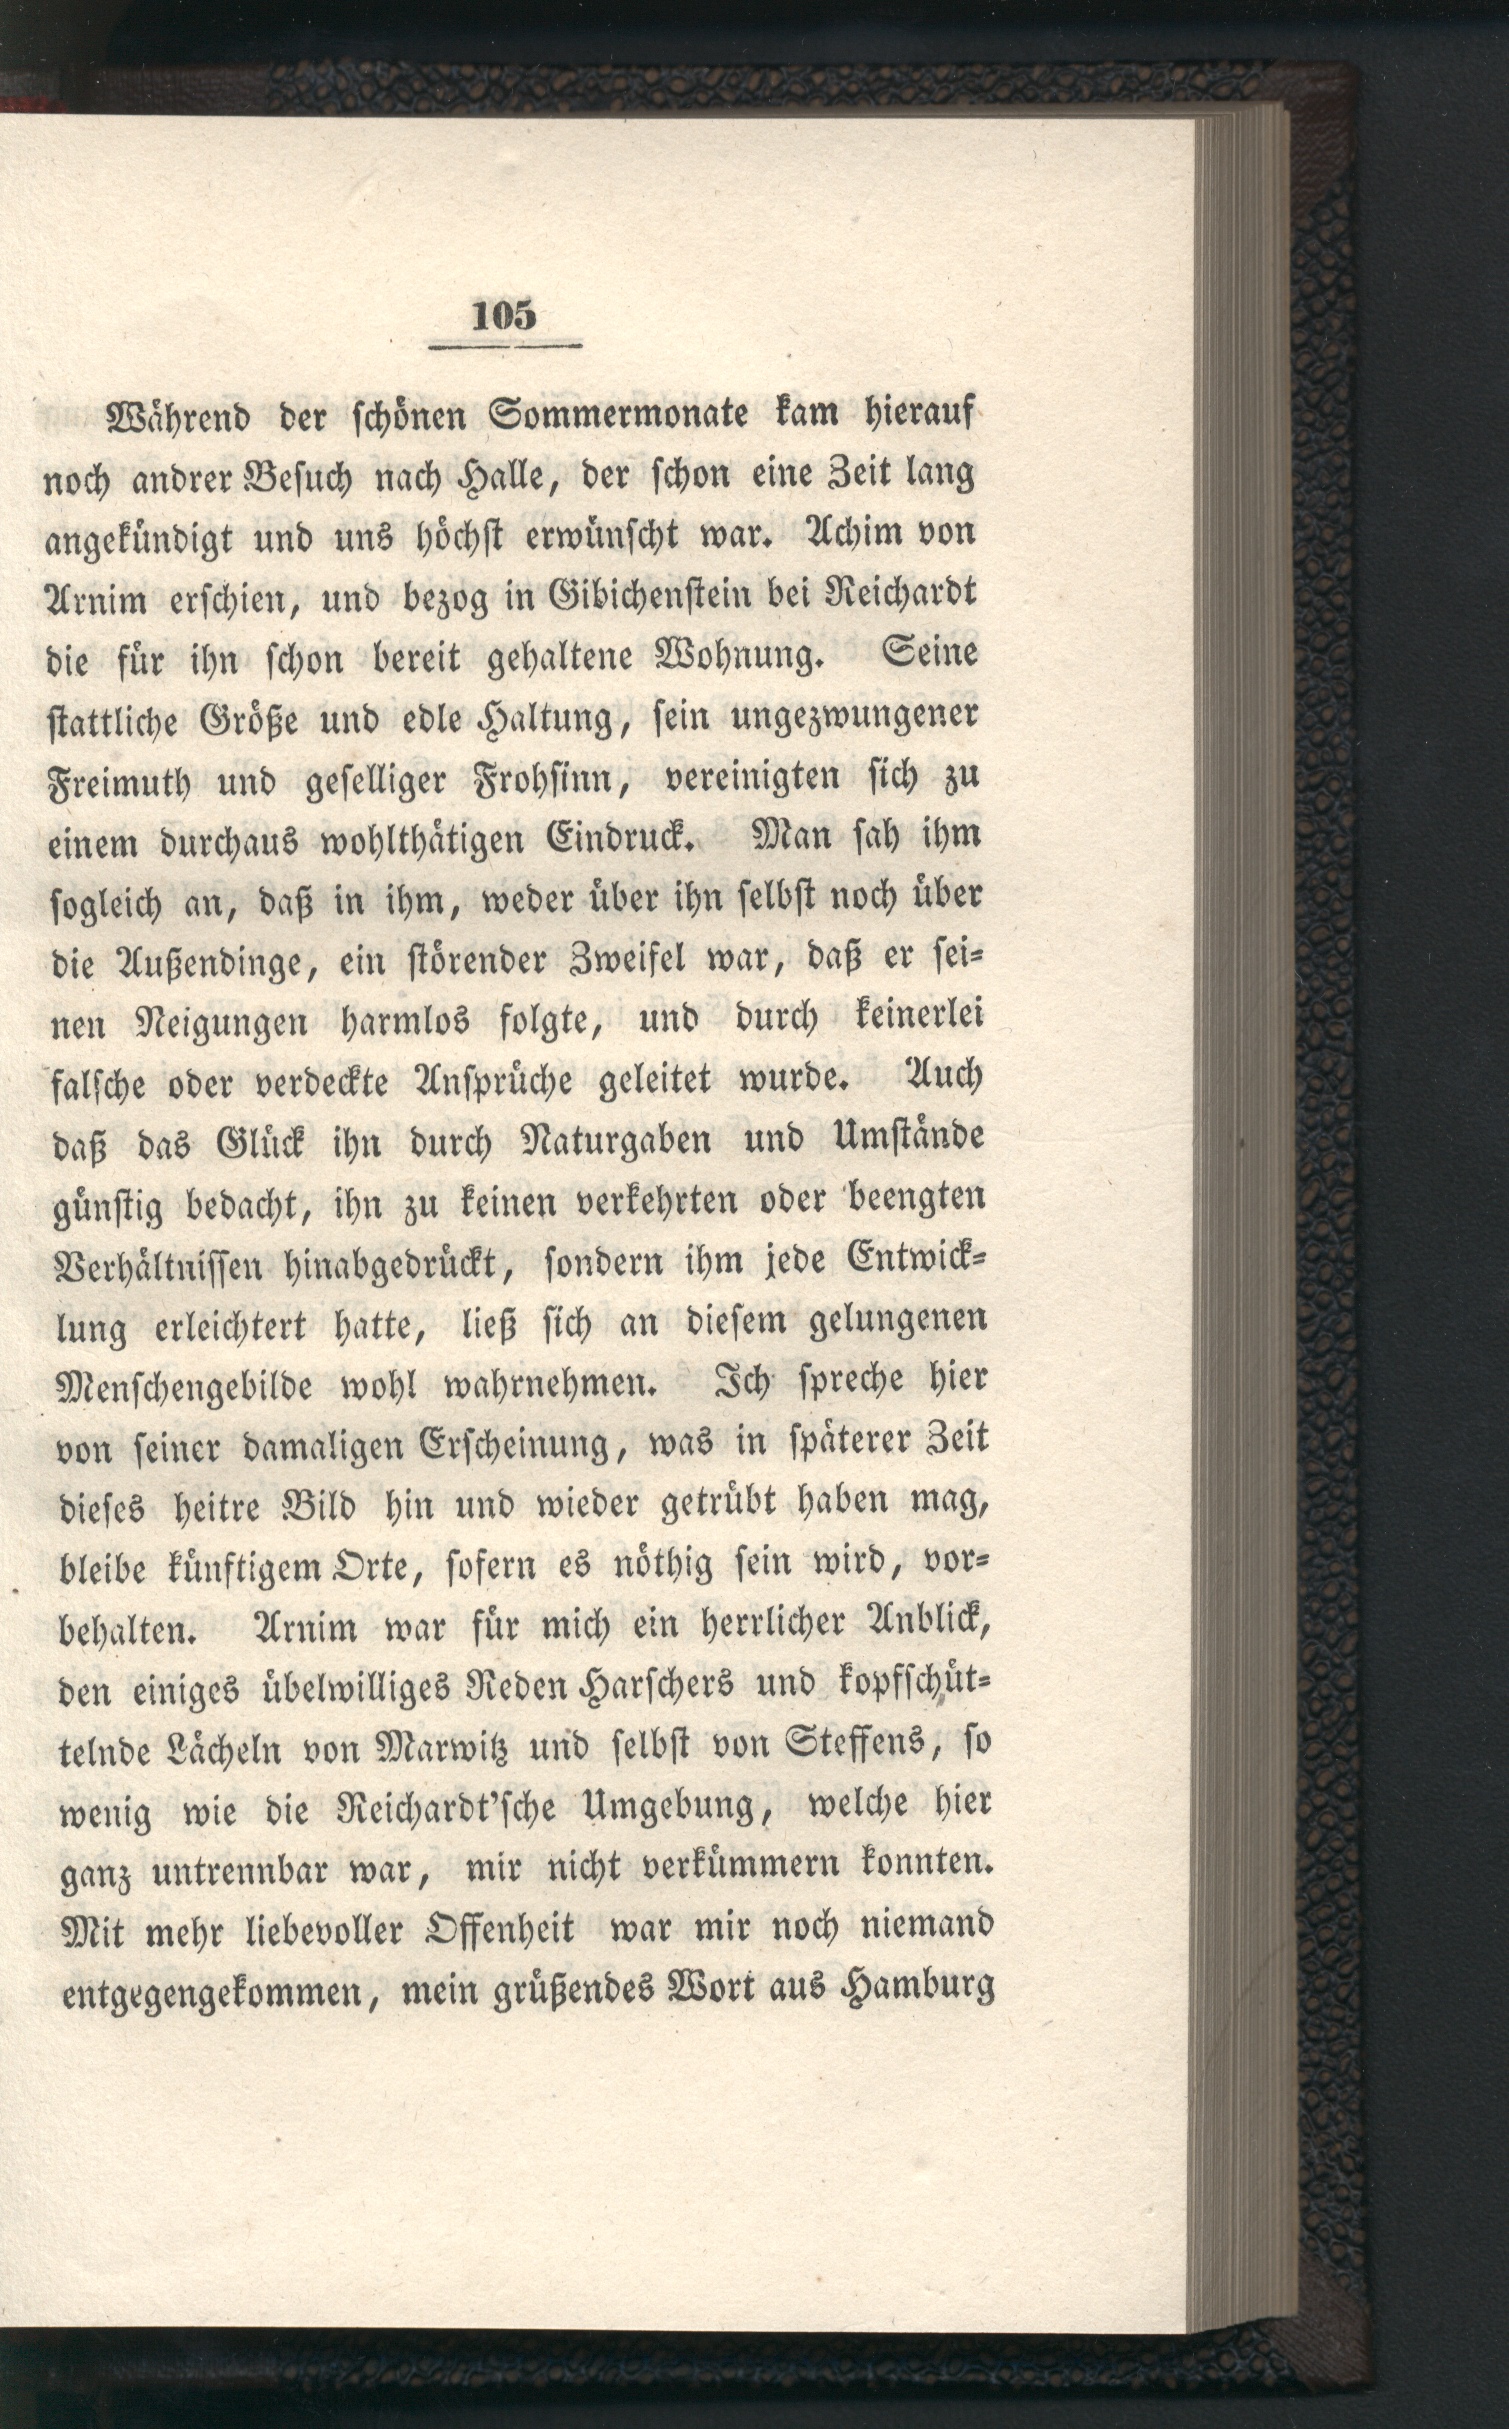 105
Während der schönen Sommermonate kam hierauf
noch andrer Besuch nach Halle, der schon eine Zeit lang
angekündigt und uns höchst erwünscht war. Achim von
Arnim erschien, und bezog in Gibichenstein bei Reichardt
die für ihn schon bereit gehaltene Wohnung. Seine
stattliche Größe und edle Haltung, sein ungezwungener
Freimuth und geselliger Frohsinn, vereinigten sich zu
einem durchaus wohlthätigen Eindruck. Man sah ihm
sogleich an, daß in ihm, weder über ihn selbst noch über
die Außendinge, ein störender Zweifel war, daß er sei-
nen Neigungen harmlos folgte, und durch keinerlei
falsche oder verdeckte Ansprüche geleitet wurde. Auch
daß das Glück ihn durch Naturgaben und Umstände
günstig bedacht, ihn zu keinen verkehrten oder beengten
Verhältnissen hinabgedrückt, sondern ihm jede Entwick-
lung erleichtert hatte, ließ sich an diesem gelungenen
Menschengebilde wohl wahrnehmen. Ich spreche hier
von seiner damaligen Erscheinung, was in späterer Zeit
dieses heitre Bild hin und wieder getrübt haben mag,
bleibe künftigem Orte, sofern es nöthig sein wird, vor-
behalten. Arnim war für mich ein herrlicher Anblick,
den einiges übelwilliges Reden Harschers und kopfschüt-
telnde Lächeln von Marwitz und selbst von Steffens, so
wenig wie die Reichardt'sche Umgebung, welche hier
ganz untrennbar war, mir nicht verkümmern konnten.
Mit mehr liebevoller Offenheit war mir noch niemand
entgegengekommen, mein grüßendes Wort aus Hamburg